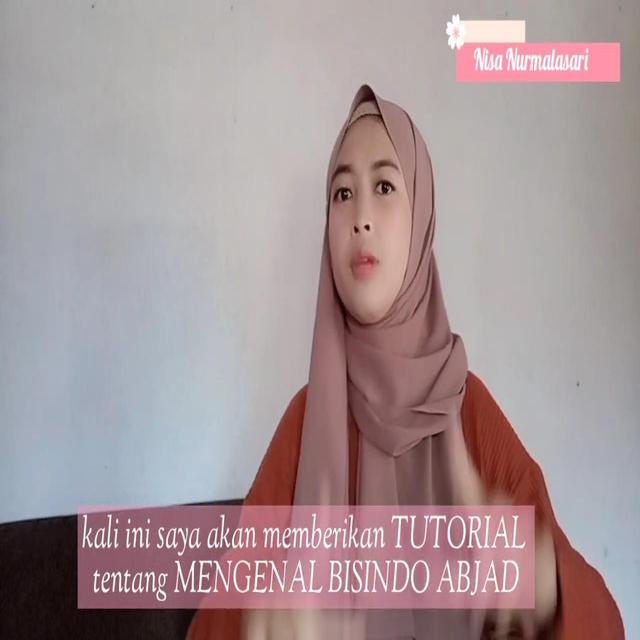 Nisa Nurmalasari
kali ini saya akan memberikan TUTORIAL
tentang MENGENAL BISINDO ABJAD